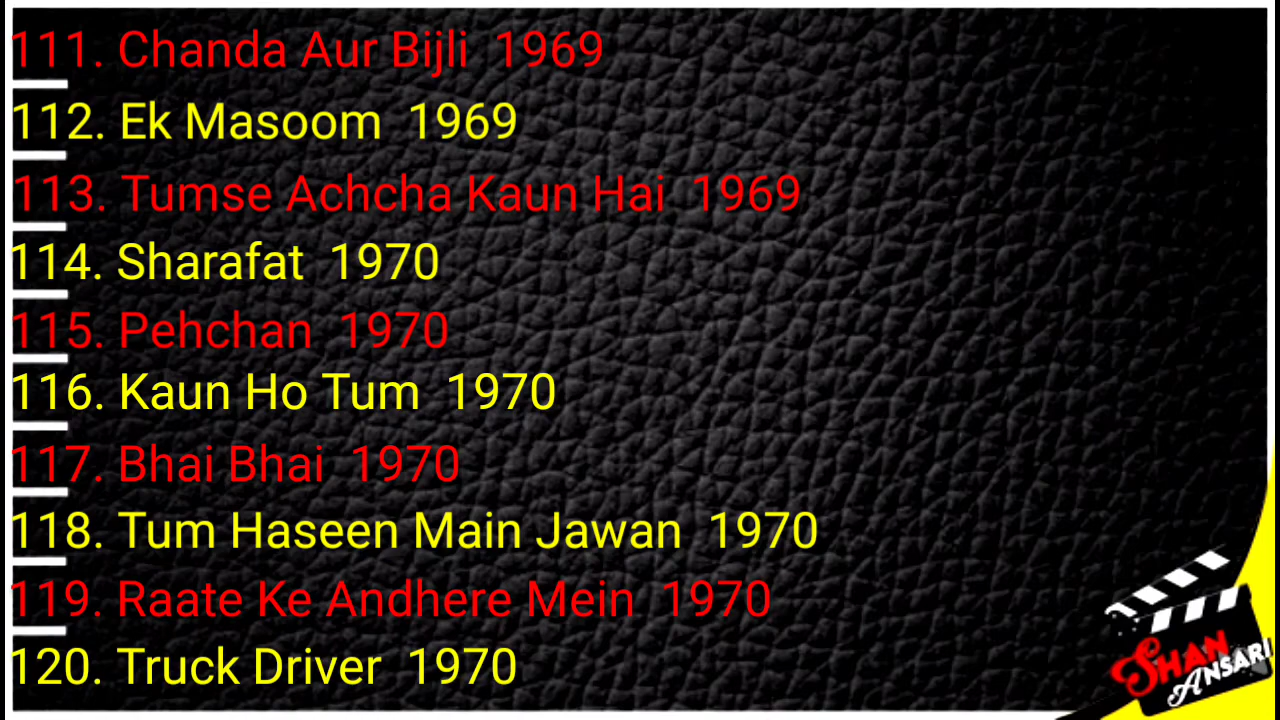 111. Chanda Aur Bijli 1969
112. Ek Masoom 1969
113. Tumse Achcha Kaun Hai 1969
114. Sharafat 1970
115. Pehchan 1970
116. Kaun Ho Tum 1970
117. Bhai Bhai 1970
118. Tum Haseen Main Jawan 1970
119. Raate Ke Andhere Mein 1970
120. Truck Driver 1970
SHAN
ANSARI